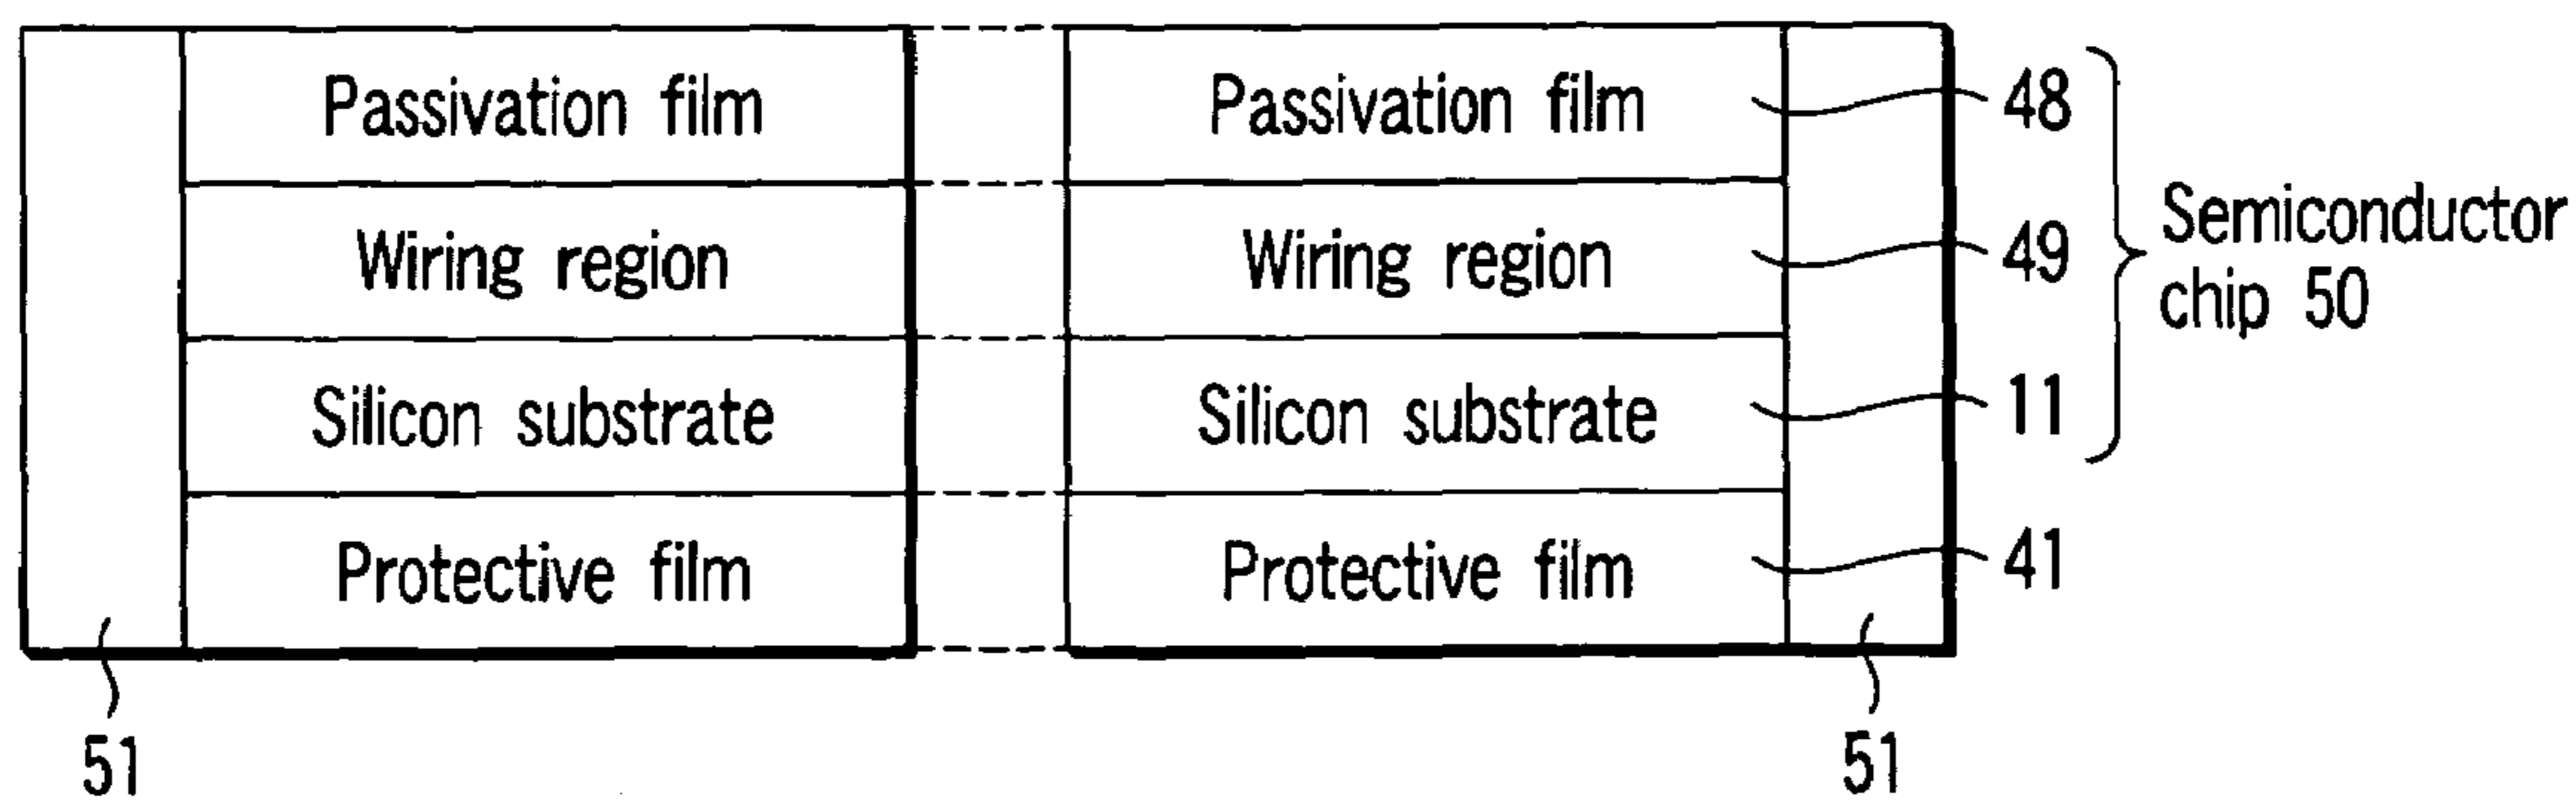 Passivation film Passivation film 48
Wiring region Wiring region 49
Semiconductor
chip 50
Silicon substrate Silicon substrate 11
Protective film Protective film 41
51 51